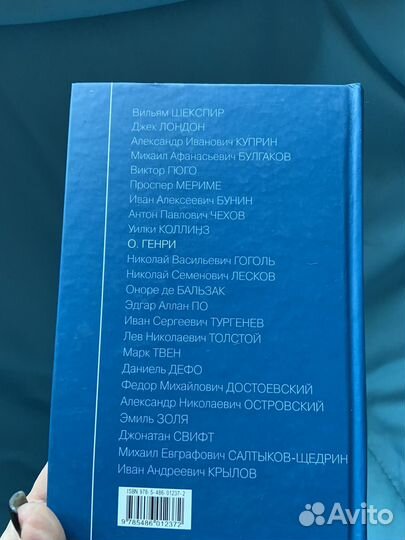 Вильям ШЕКСПИР
Джек ЛОНДОН
Александр Иванович КУПРИН
Михаил Афанасьевич БУЛГАКОВ
Виктор ГЮГО
Проспер МЕРИМЕ
Иван Алексеевич БУНИН
Антон Павлович ЧЕХОВ
Уилки КОЛЛИНЗ
О. ГЕНРИ
Николай Васильевич ГОГОЛЬ
Николай Семенович ЛЕСКОВ
Оноре де БАЛЬЗАК
Эдгар Аллан ПО
Иван Сергеевич ТУРГЕНЕВ
Лев Николаевич ТОЛСТОЙ
Марк ТВЕН
Даниель ДЕФО
Федор Михайлович ДОСТОЕВСКИЙ
Александр Николаевич ОСТРОВСКИЙ
Эмиль ЗОЛЯ
Джонатан СВИФТ
Михаил Евграфович САЛТЫКОВ-ЩЕДРИН
Иван Андреевич КРЫЛОВ
ISBN 978-5-486-01237-2
9 785486 012372
Avito